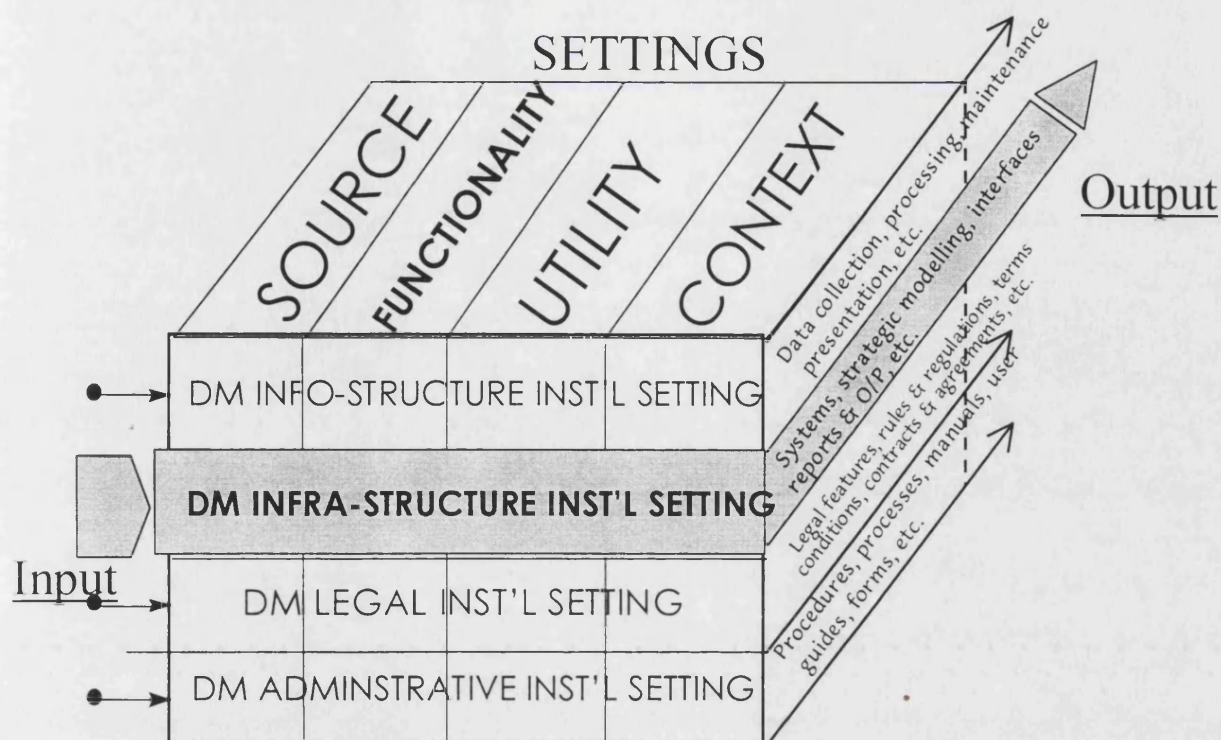 SETTINGS
SOURCE
FUNCTIONALITY
UTILITY
CONTEXT
Data collection, processing, maintenance
presentation, etc.
Systems, strategic modelling, interfaces
reports & O/P, etc.
Legal features, rules & regulations, terms
conditions, contracts & agreements, etc.
Procedures, processes, manuals, user
guides, forms, etc.
Output
DM INFO-STRUCTURE INST'L SETTING
DM INFRA-STRUCTURE INST'L SETTING
Input
DM LEGAL INST'L SETTING
DM ADMINSTRATIVE INST'L SETTING